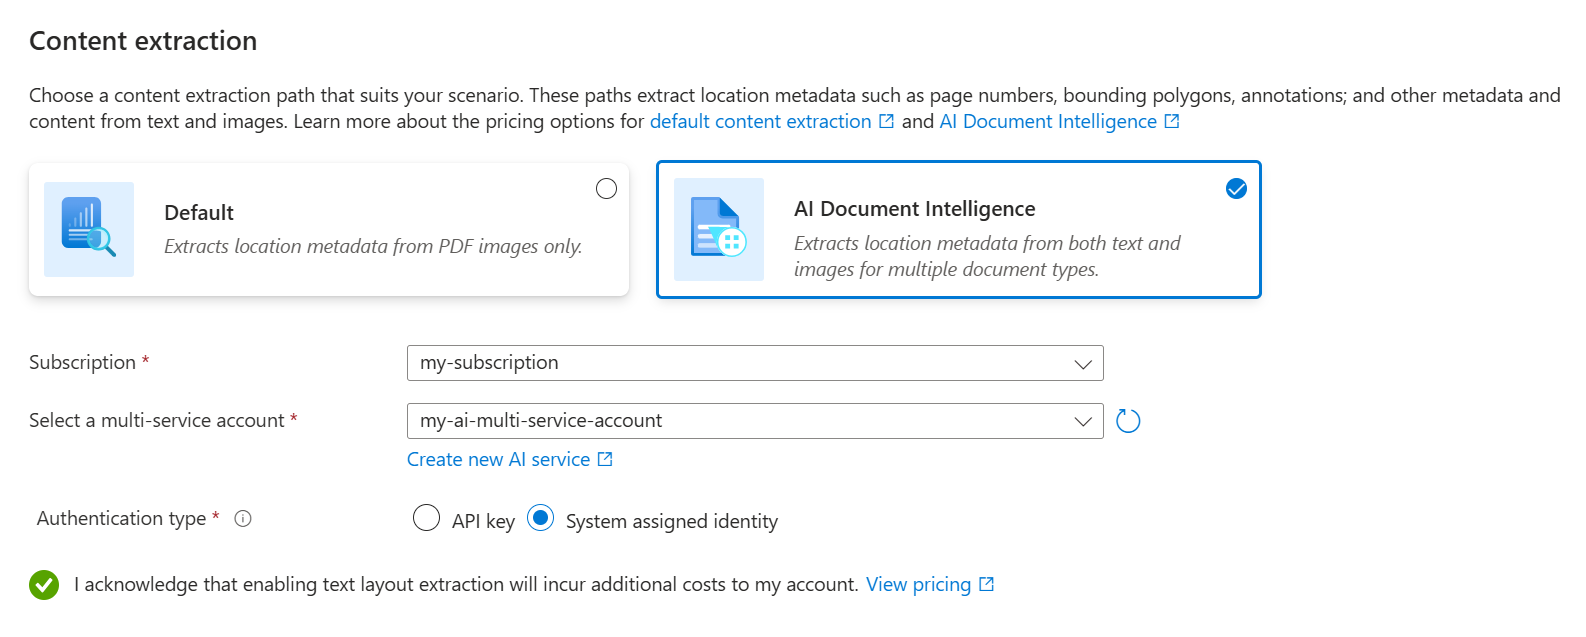 Content extraction
Choose a content extraction path that suits your scenario. These paths extract location metadata such as page numbers, bounding polygons, annotations; and other metadata and
content from text and images. Learn more about the pricing options for default content extraction and AI Document Intelligence
Default
Extracts location metadata from PDF images only.
AI Document Intelligence
Extracts location metadata from both text and
images for multiple document types.
Subscription *
my-subscription
Select a multi-service account *
my-ai-multi-service-account
Create new AI service
Authentication type *
API key
System assigned identity
I acknowledge that enabling text layout extraction will incur additional costs to my account. View pricing